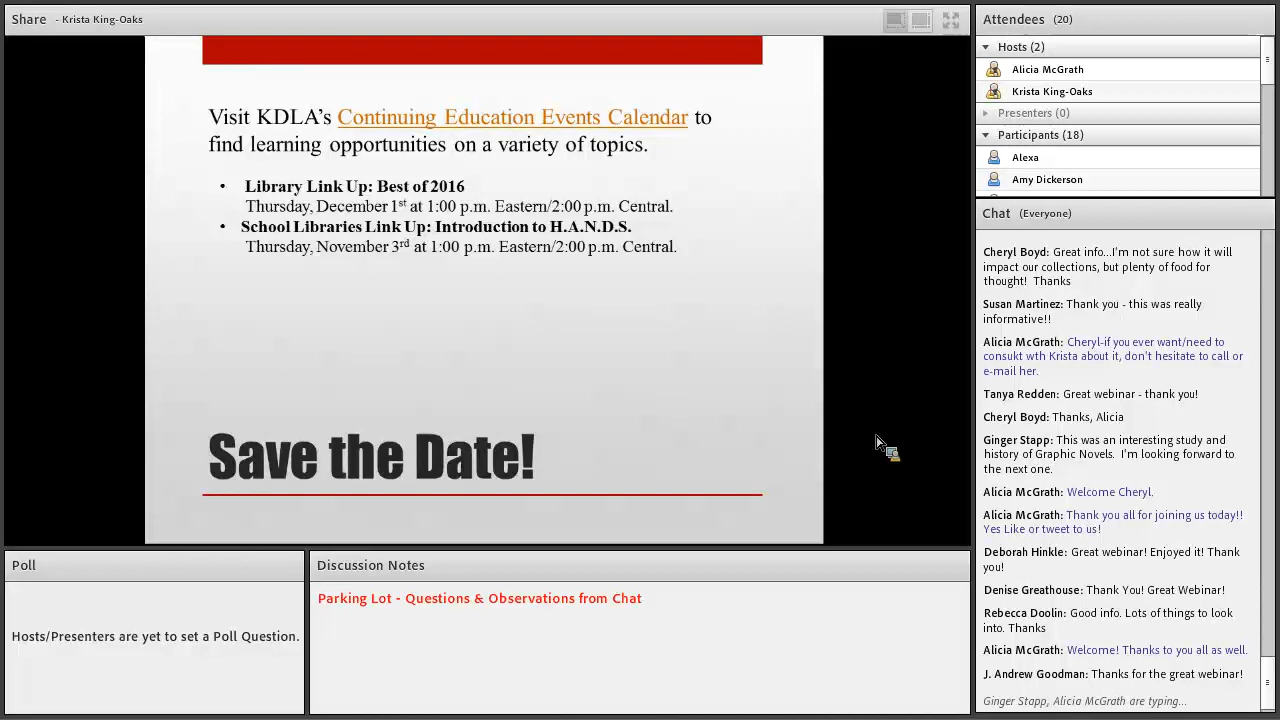 Share - Krista King-Oaks
Visit KDLA's Continuing Education Events Calendar to
find learning opportunities on a variety of topics.
• Library Link Up: Best of 2016
Thursday, December 1st at 1:00 p.m. Eastern/2:00 p.m. Central.
• School Libraries Link Up: Introduction to H.A.N.D.S.
Thursday, November 3rd at 1:00 p.m. Eastern/2:00 p.m. Central.
Save the Date!
Poll
Hosts/Presenters are yet to set a Poll Question.
Discussion Notes
Parking Lot - Questions & Observations from Chat
Attendees (20)
Hosts (2)
Alicia McGrath
Krista King-Oaks
Presenters (0)
Participants (18)
Alexa
Amy Dickerson
Chat (Everyone)
Cheryl Boyd: Great info...I'm not sure how it will
impact our collections, but plenty of food for
thought! Thanks
Susan Martinez: Thank you - this was really
informative!!
Alicia McGrath: Cheryl-if you ever want/need to
consukt wth Krista about it, don't hesitate to call or
e-mail her.
Tanya Redden: Great webinar - thank you!
Cheryl Boyd: Thanks, Alicia
Ginger Stapp: This was an interesting study and
history of Graphic Novels. I'm looking forward to
the next one.
Alicia McGrath: Welcome Cheryl.
Alicia McGrath: Thank you all for joining us today!!
Yes Like or tweet to us!
Deborah Hinkle: Great webinar! Enjoyed it! Thank
you!
Denise Greathouse: Thank You! Great Webinar!
Rebecca Doolin: Good info. Lots of things to look
into. Thanks
Alicia McGrath: Welcome! Thanks to you all as well.
J. Andrew Goodman: Thanks for the great webinar!
Ginger Stapp, Alicia McGrath are typing...